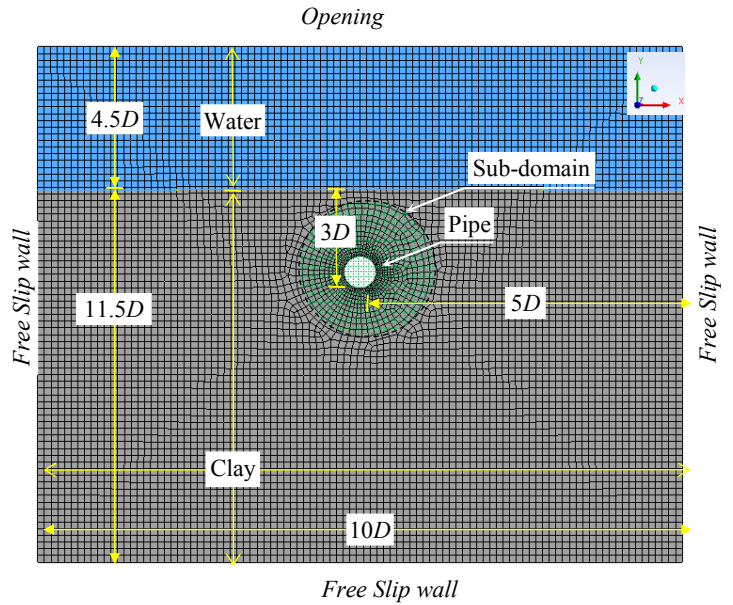 Opening
Y
X
Z
4.5D
Water
Sub-domain
3D
Pipe
11.5D
5D
Free Slip wall
Free Slip wall
Clay
10D
Free Slip wall